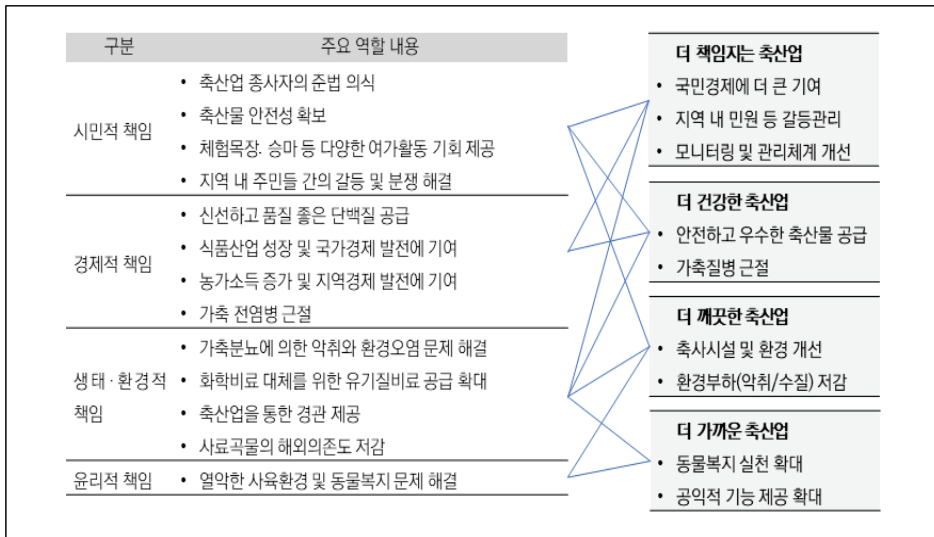 구분 주요 역할 내용
시민적 책임
• 축산업 종사자의 준법 의식
• 축산물 안전성 확보
• 체험목장. 승마 등 다양한 여가활동 기회 제공
• 지역 내 주민들 간의 갈등 및 분쟁 해결
경제적 책임
• 신선하고 품질 좋은 단백질 공급
• 식품산업 성장 및 국가경제 발전에 기여
• 농가소득 증가 및 지역경제 발전에 기여
• 가축 전염병 근절
생태·환경적
책임
• 가축분뇨에 의한 악취와 환경오염 문제 해결
• 화학비료 대체를 위한 유기질비료 공급 확대
• 축산업을 통한 경관 제공
• 사료곡물의 해외의존도 저감
윤리적 책임
• 열악한 사육환경 및 동물복지 문제 해결
더 책임지는 축산업
• 국민경제에 더 큰 기여
• 지역 내 민원 등 갈등관리
• 모니터링 및 관리체계 개선
더 건강한 축산업
• 안전하고 우수한 축산물 공급
• 가축질병 근절
더 깨끗한 축산업
• 축사시설 및 환경 개선
• 환경부하(악취/수질) 저감
더 가까운 축산업
• 동물복지 실천 확대
• 공익적 기능 제공 확대